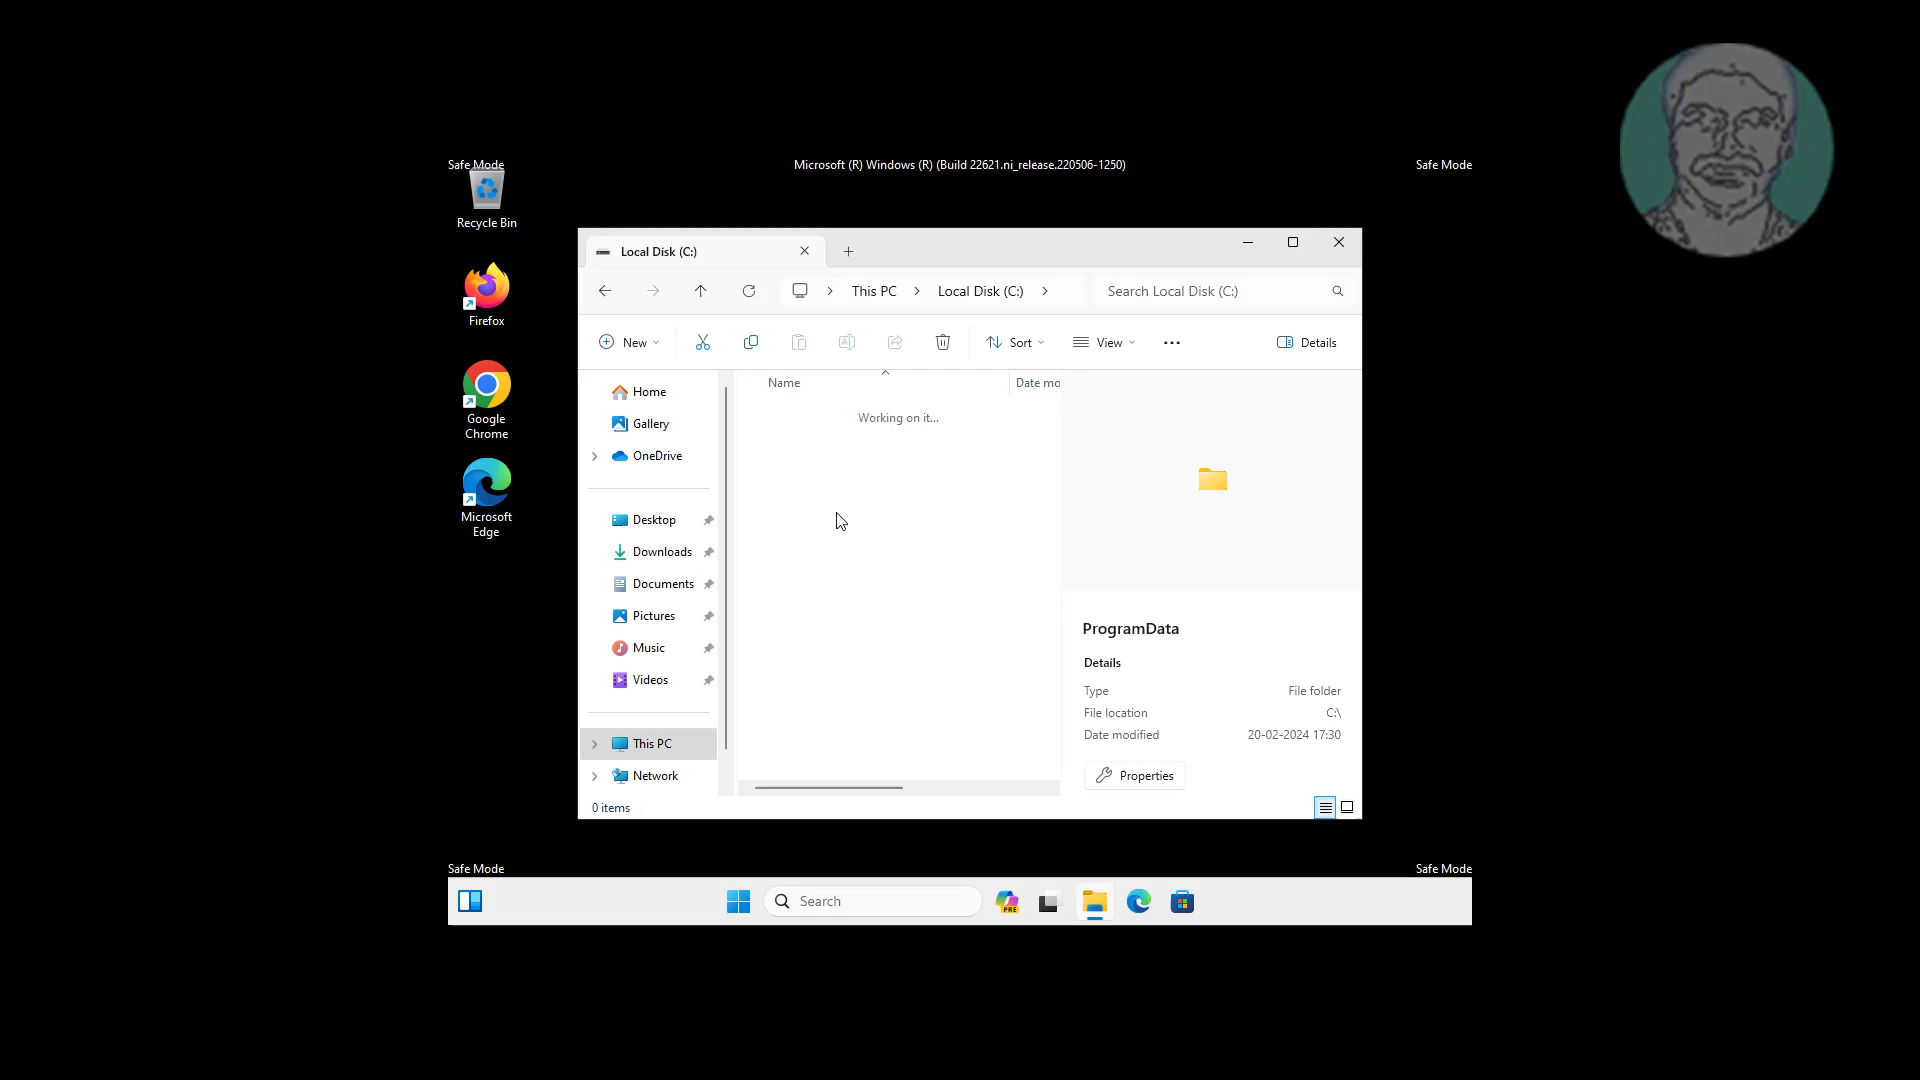 Safe Mode
Microsoft (R) Windows (R) (Build 22621.ni_release.220506-1250)
Safe Mode
Recycle Bin
Firefox
Google
Chrome
Microsoft
Edge
Local Disk (C:)
This PC
Local Disk (C:)
Search Local Disk (C:)
New
Sort
View
Details
Home
Gallery
OneDrive
Desktop
Downloads
Documents
Pictures
Music
Videos
This PC
Network
Name
Date mo
Working on it...
ProgramData
Details
Type File folder
File location C:\
Date modified 20-02-2024 17:30
Properties
0 items
Safe Mode
Safe Mode
Search
PRE